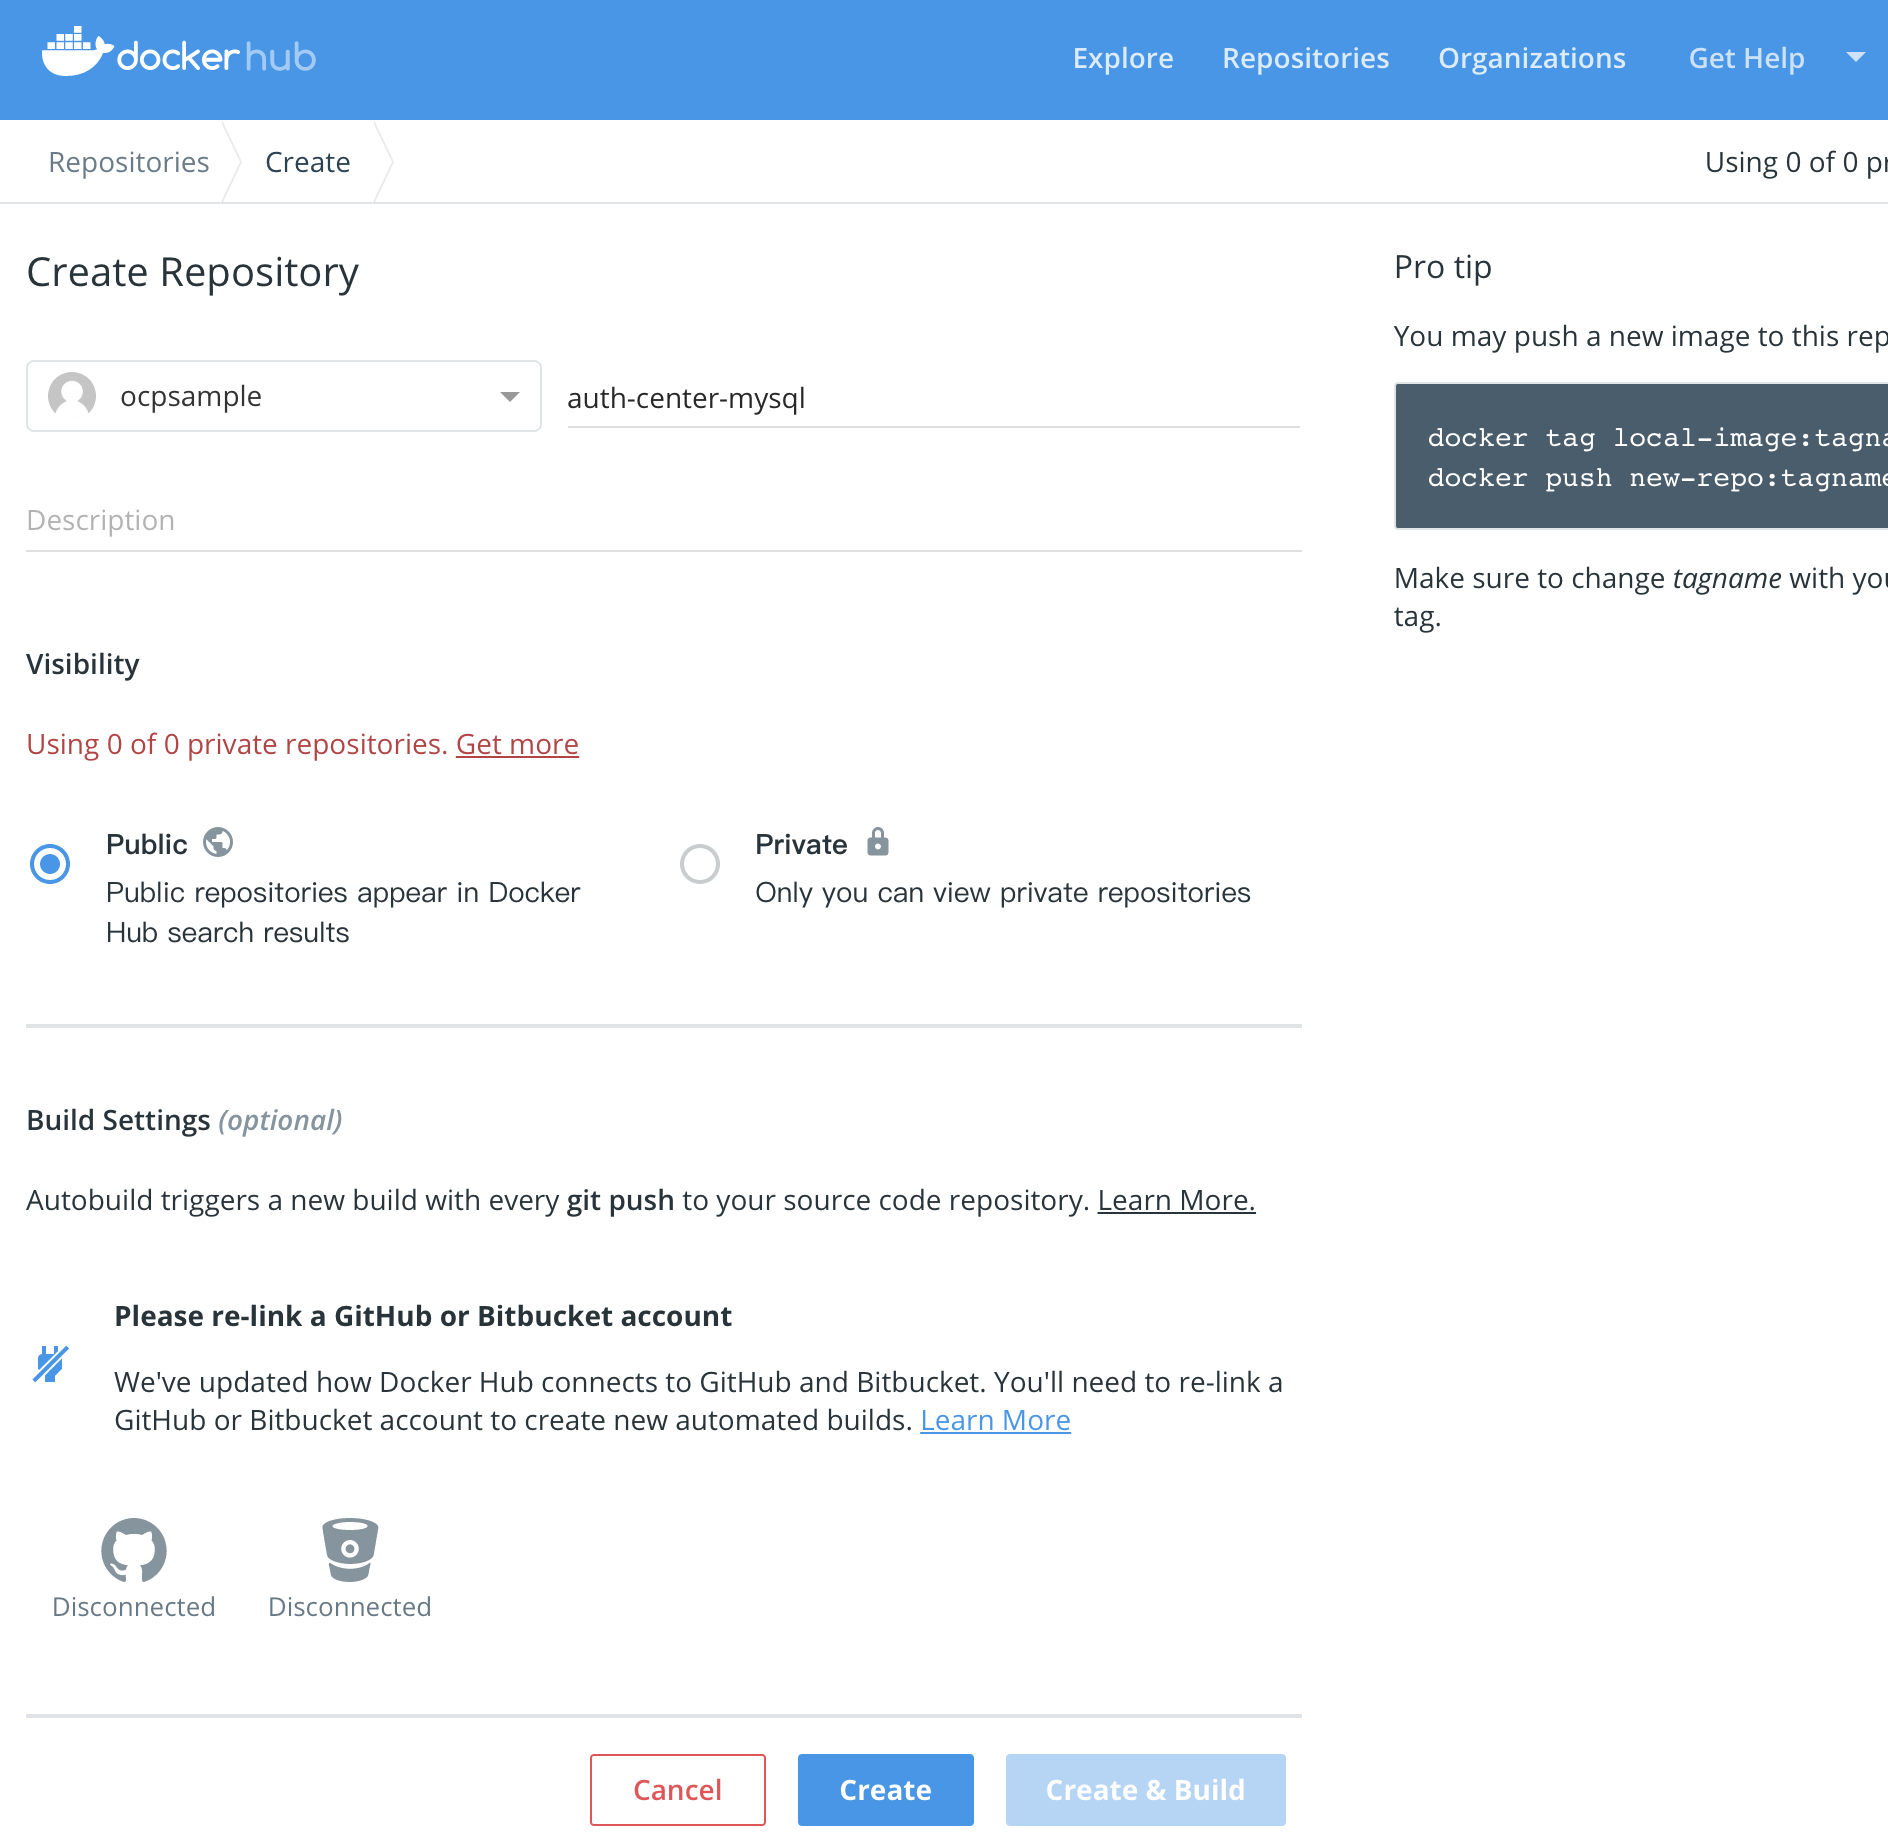 docker hub
Explore Repositories Organizations Get Help
Repositories Create Using 0 of 0 pr
Create Repository
ocpsample auth-center-mysql
Description
Visibility
Using 0 of 0 private repositories. Get more
Public
Public repositories appear in Docker
Hub search results
Private
Only you can view private repositories
Build Settings (optional)
Autobuild triggers a new build with every git push to your source code repository. Learn More.
Please re-link a GitHub or Bitbucket account
We've updated how Docker Hub connects to GitHub and Bitbucket. You'll need to re-link a
GitHub or Bitbucket account to create new automated builds. Learn More
Disconnected Disconnected
Cancel Create Create & Build
Pro tip
You may push a new image to this rep
docker tag local-image:tagna
docker push new-repo:tagname
Make sure to change tagname with you
tag.